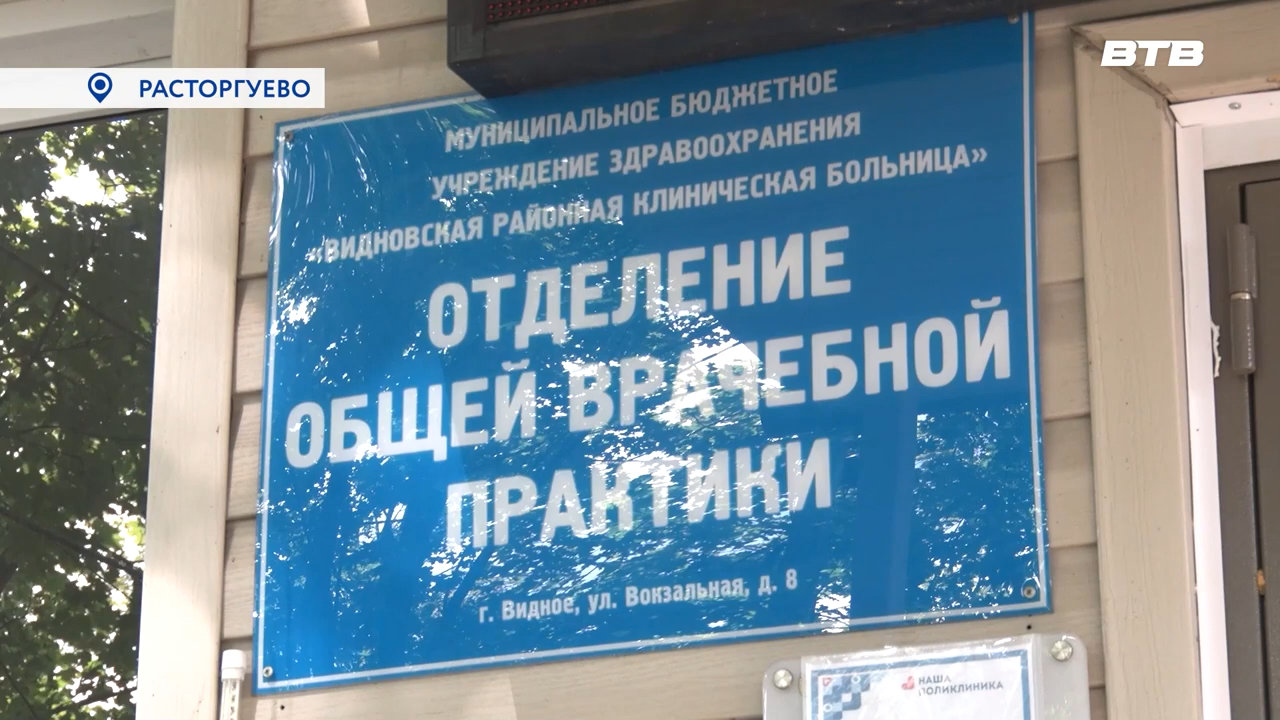 РАСТОРГУЕВО
ВТВ
МУНИЦИПАЛЬНОЕ БЮДЖЕТНОЕ
УЧРЕЖДЕНИЕ ЗДРАВООХРАНЕНИЯ
«ВИДНОВСКАЯ РАЙОННАЯ КЛИНИЧЕСКАЯ БОЛЬНИЦА»
ОТДЕЛЕНИЕ
ОБЩЕЙ ВРАЧЕБНОЙ
ПРАКТИКИ
г. Видное, ул. Вокзальная, д. 8
НАША
ПОЛИКЛИНИКА